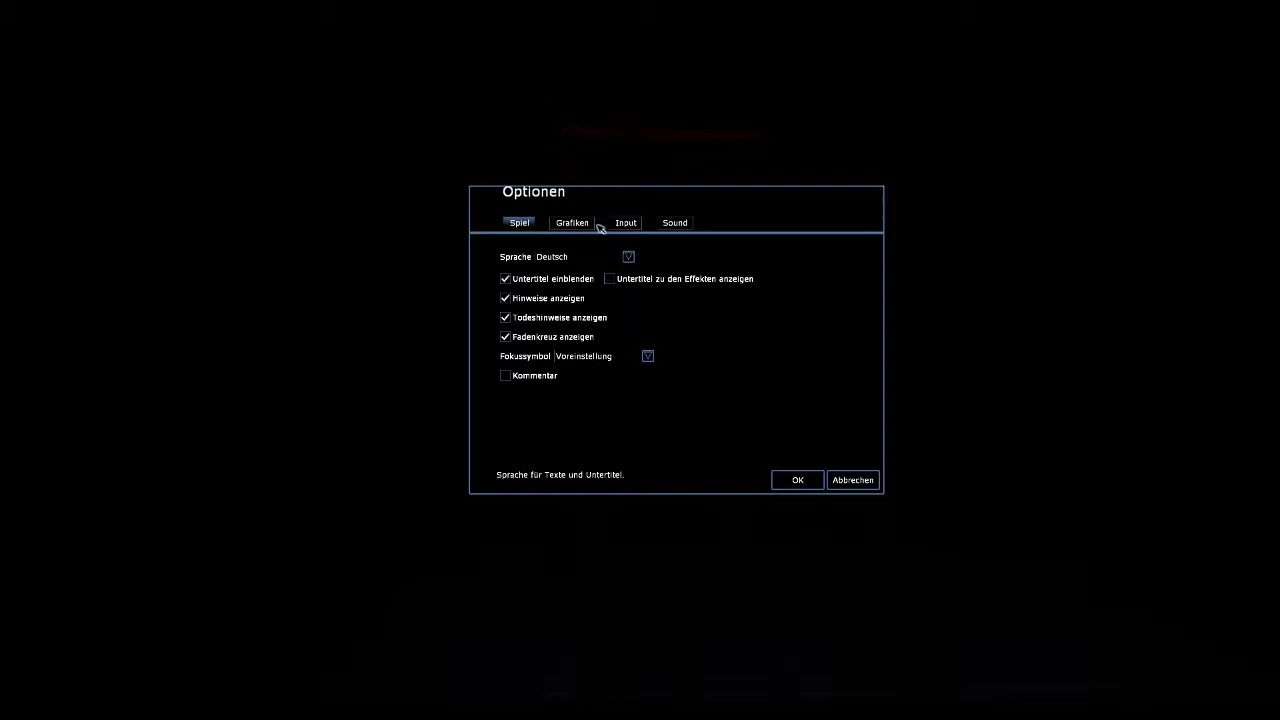 Optionen
Spiel Grafiken Input Sound
Sprache Deutsch
Untertitel einblenden Untertitel zu den Effekten anzeigen
Hinweise anzeigen
Todeshinweise anzeigen
Fadenkreuz anzeigen
Fokussymbol Voreinstellung
Kommentar
Sprache für Texte und Untertitel.
OK Abbrechen